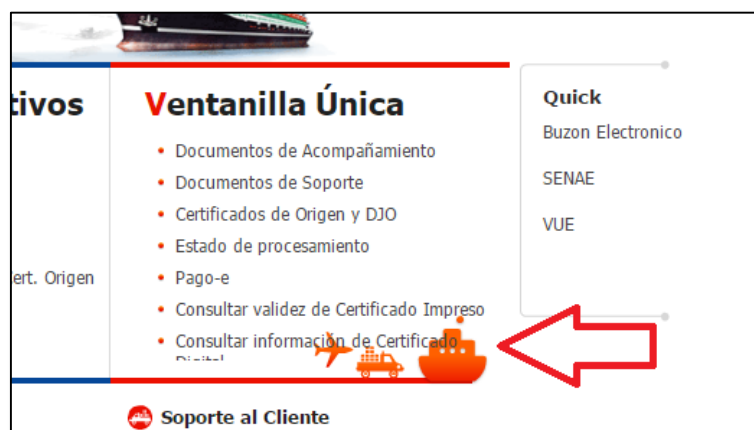 tivos
ert. Origen
Ventanilla Única
Documentos de Acompañamiento
Documentos de Soporte
Certificados de Origen y DJO
Estado de procesamiento
Pago-e
Consultar validez de Certificado Impreso
Consultar información de Certificado
Digital
Quick
Buzon Electronico
SENAE
VUE
Soporte al Cliente